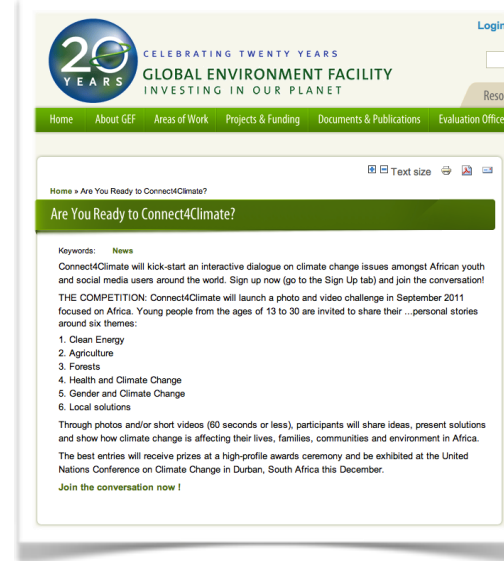 Login
20
YEARS
CELEBRATING TWENTY YEARS
GLOBAL ENVIRONMENT FACILITY
INVESTING IN OUR PLANET
Reso
Home About GEF Areas of Work Projects & Funding Documents & Publications Evaluation Office
Text size
Home » Are You Ready to Connect4Climate?
Are You Ready to Connect4Climate?
Keywords: News
Connect4Climate will kick-start an interactive dialogue on climate change issues amongst African youth
and social media users around the world. Sign up now (go to the Sign Up tab) and join the conversation!
THE COMPETITION: Connect4Climate will launch a photo and video challenge in September 2011
focused on Africa. Young people from the ages of 13 to 30 are invited to share their ...personal stories
around six themes:
1. Clean Energy
2. Agriculture
3. Forests
4. Health and Climate Change
5. Gender and Climate Change
6. Local solutions
Through photos and/or short videos (60 seconds or less), participants will share ideas, present solutions
and show how climate change is affecting their lives, families, communities and environment in Africa.
The best entries will receive prizes at a high-profile awards ceremony and be exhibited at the United
Nations Conference on Climate Change in Durban, South Africa this December.
Join the conversation now !